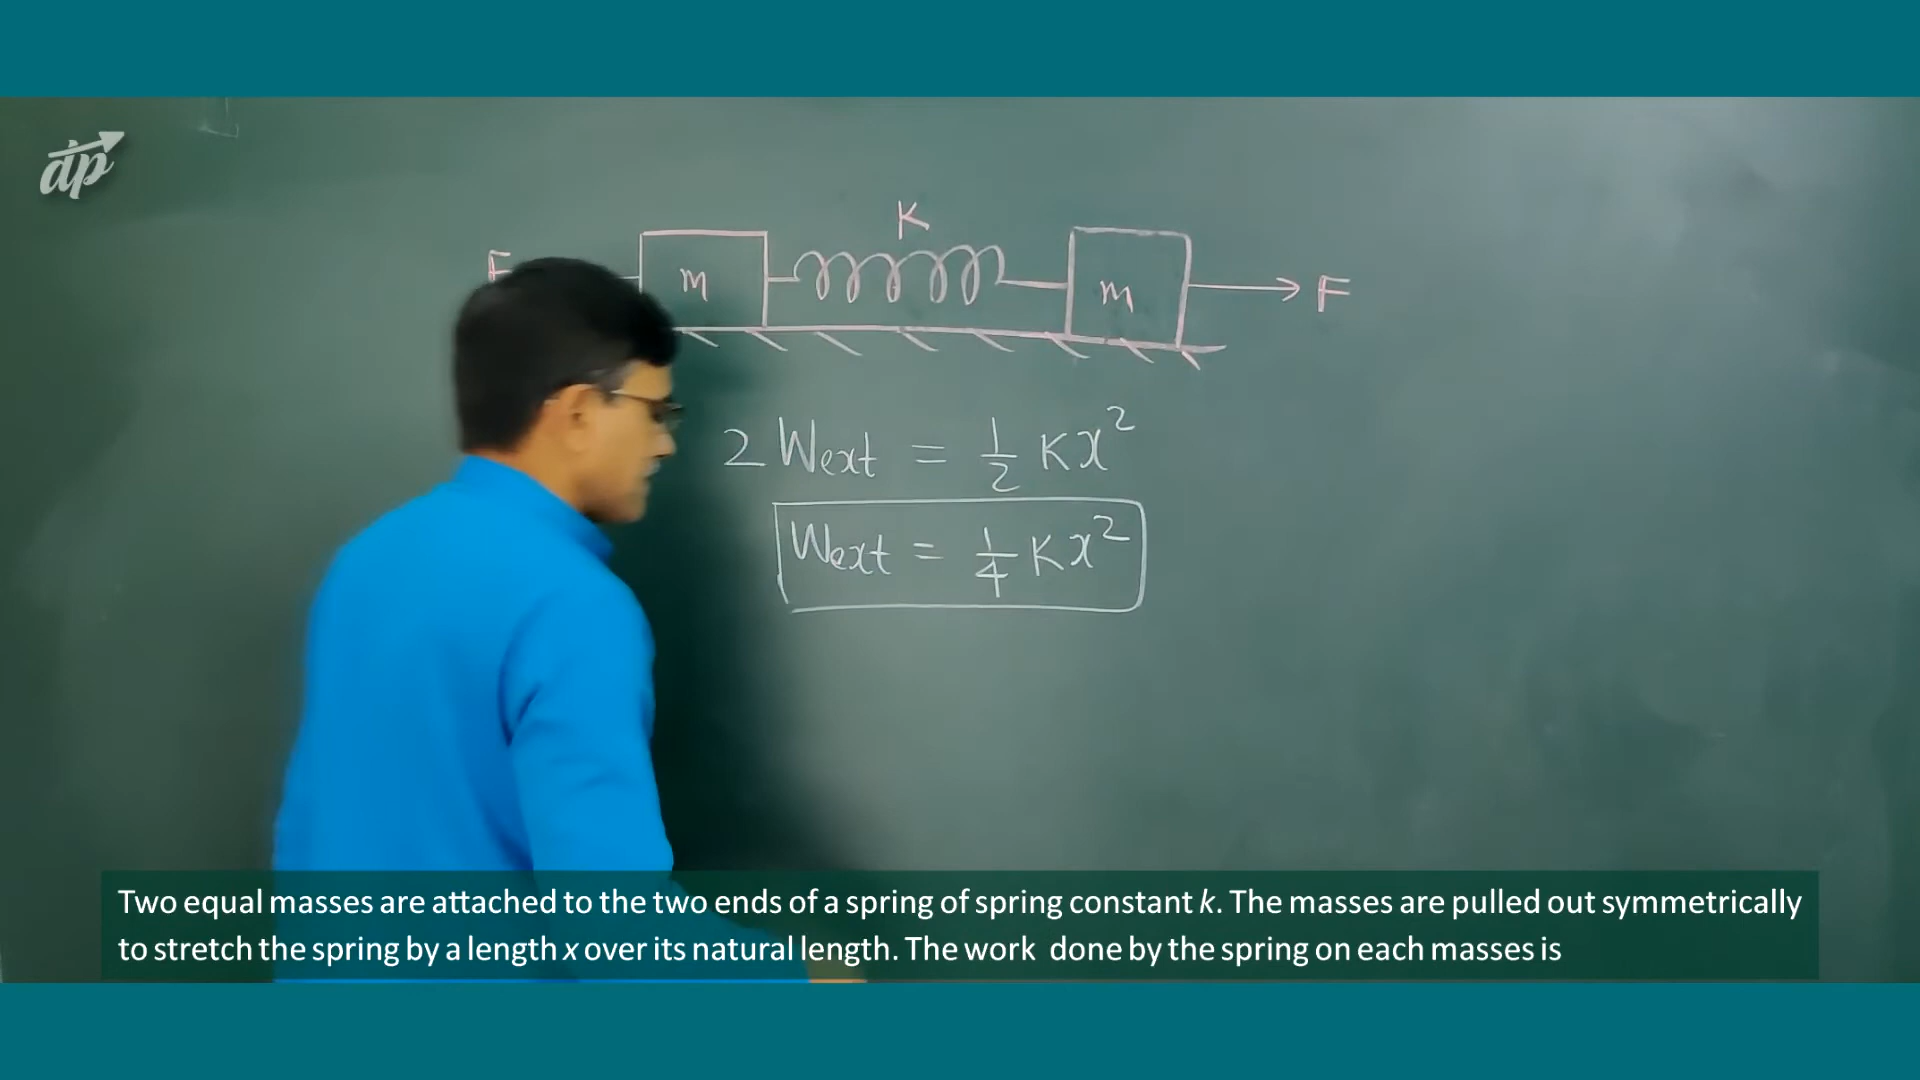 dp
K
F
m
m
F
2 Wext = 1/2 Kx²
Wext = 1/4 Kx²
Two equal masses are attached to the two ends of a spring of spring constant k. The masses are pulled out symmetrically
to stretch the spring by a length x over its natural length. The work done by the spring on each masses is